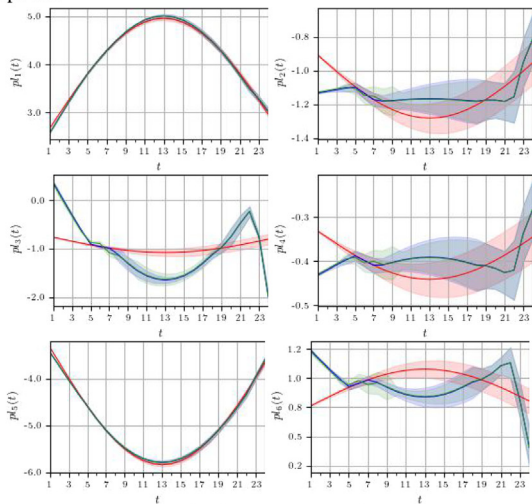 5.0
4.0
3.0
pl₁(t)
1 3 5 7 9 11 13 15 17 19 21 23
t
-0.8
-1.0
-1.2
-1.4
pl₂(t)
1 3 5 7 9 11 13 15 17 19 21 23
t
0.0
-1.0
-2.0
pl₃(t)
1 3 5 7 9 11 13 15 17 19 21 23
t
-0.3
-0.4
-0.5
pl₄(t)
1 3 5 7 9 11 13 15 17 19 21 23
t
-4.0
-5.0
-6.0
pl₅(t)
1 3 5 7 9 11 13 15 17 19 21 23
t
1.2
1.0
0.8
0.5
0.2
pl₆(t)
1 3 5 7 9 11 13 15 17 19 21 23
t